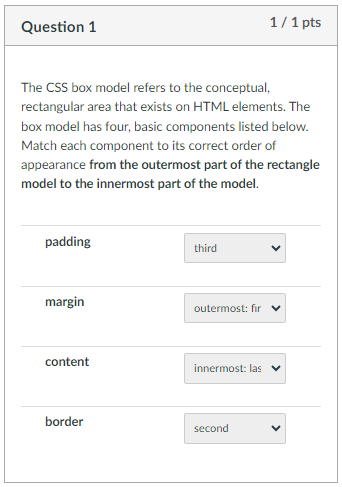 Question 1
1 / 1 pts
The CSS box model refers to the conceptual,
rectangular area that exists on HTML elements. The
box model has four, basic components listed below.
Match each component to its correct order of
appearance from the outermost part of the rectangle
model to the innermost part of the model.
padding
third
margin
outermost: fir
content
innermost: las
border
second